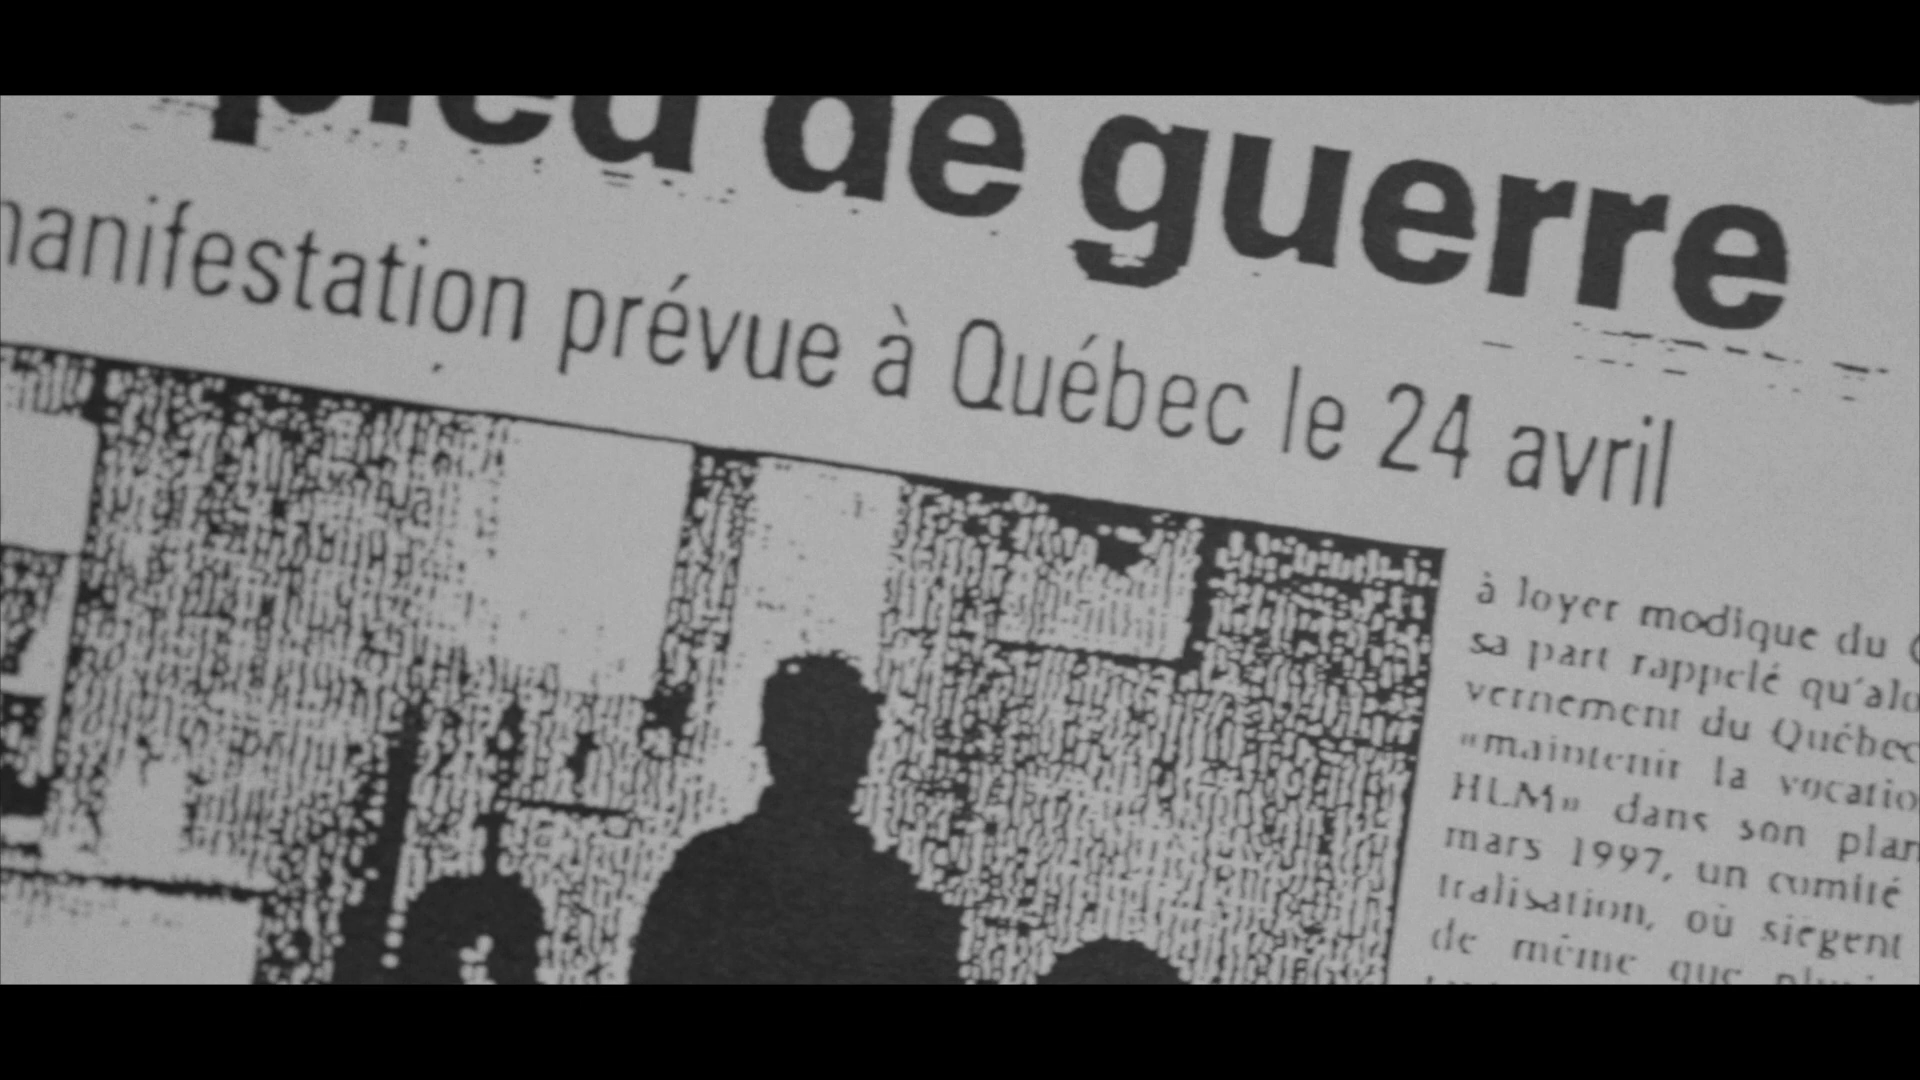 pied de guerre
manifestation prévue à Québec le 24 avril
à loyer modique du
sa part rappelé qu'alo
vernement du Québec
«maintenir la vocatio
HLM» dans son plan
mars 1997, un comité
tralisation, où siègent
de même que